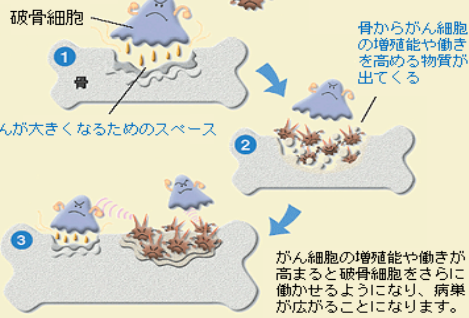 破骨細胞
1
骨
んが大きくなるためのスペース
骨からがん細胞
の増殖能や働き
を高める物質が
出てくる
2
3
がん細胞の増殖能や働きが
高まると破骨細胞をさらに
働かせるようになり、病巣
が広がることになります。